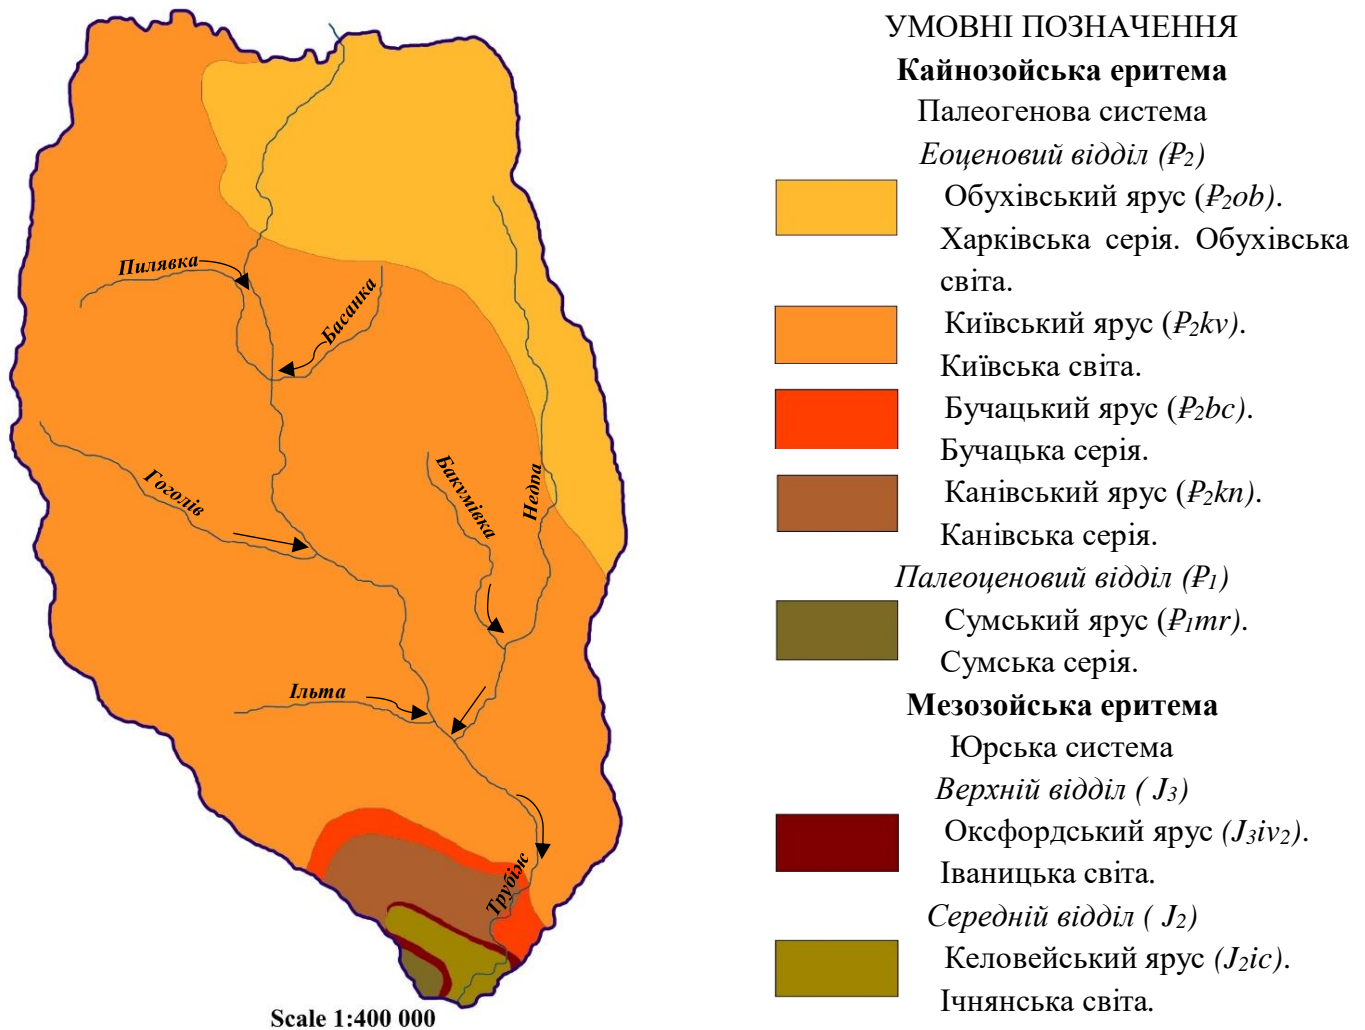 Пилявка
Басанка
Гоголів
Бакумівка
Недра
Ільта
Трубіж
Scale 1:400 000
УМОВНІ ПОЗНАЧЕННЯ
Кайнозойська еритема
Палеогенова система
Еоценовий відділ (₽2)
Обухівський ярус (₽2ob).
Харківська серія. Обухівська
світа.
Київський ярус (₽2kv).
Київська світа.
Бучацький ярус (₽2bc).
Бучацька серія.
Канівський ярус (₽2kn).
Канівська серія.
Палеоценовий відділ (₽1)
Сумський ярус (₽1mr).
Сумська серія.
Мезозойська еритема
Юрська система
Верхній відділ ( J3)
Оксфордський ярус (J3iv2).
Іваницька світа.
Середній відділ ( J2)
Келовейський ярус (J2ic).
Ічнянська світа.